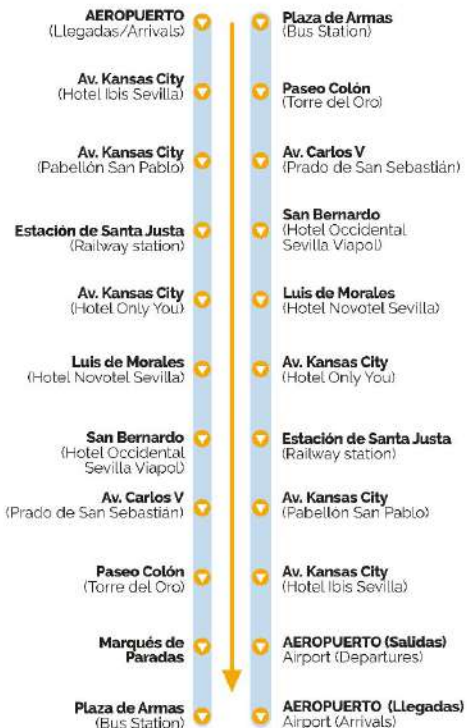 AEROPUERTO
(Llegadas/Arrivals)
Av. Kansas City
(Hotel Ibis Sevilla)
Av. Kansas City
(Pabellón San Pablo)
Estación de Santa Justa
(Railway station)
Av. Kansas City
(Hotel Only You)
Luis de Morales
(Hotel Novotel Sevilla)
San Bernardo
(Hotel Occidental
Sevilla Viapol)
Av. Carlos V
(Prado de San Sebastián)
Paseo Colón
(Torre del Oro)
Marqués de
Paradas
Plaza de Armas
(Bus Station)
Plaza de Armas
(Bus Station)
Paseo Colón
(Torre del Oro)
Av. Carlos V
(Prado de San Sebastián)
San Bernardo
(Hotel Occidental
Sevilla Viapol)
Luis de Morales
(Hotel Novotel Sevilla)
Av. Kansas City
(Hotel Only You)
Estación de Santa Justa
(Railway station)
Av. Kansas City
(Pabellón San Pablo)
Av. Kansas City
(Hotel Ibis Sevilla)
AEROPUERTO (Salidas)
Airport (Departures)
AEROPUERTO (Llegadas)
Airport (Arrivals)